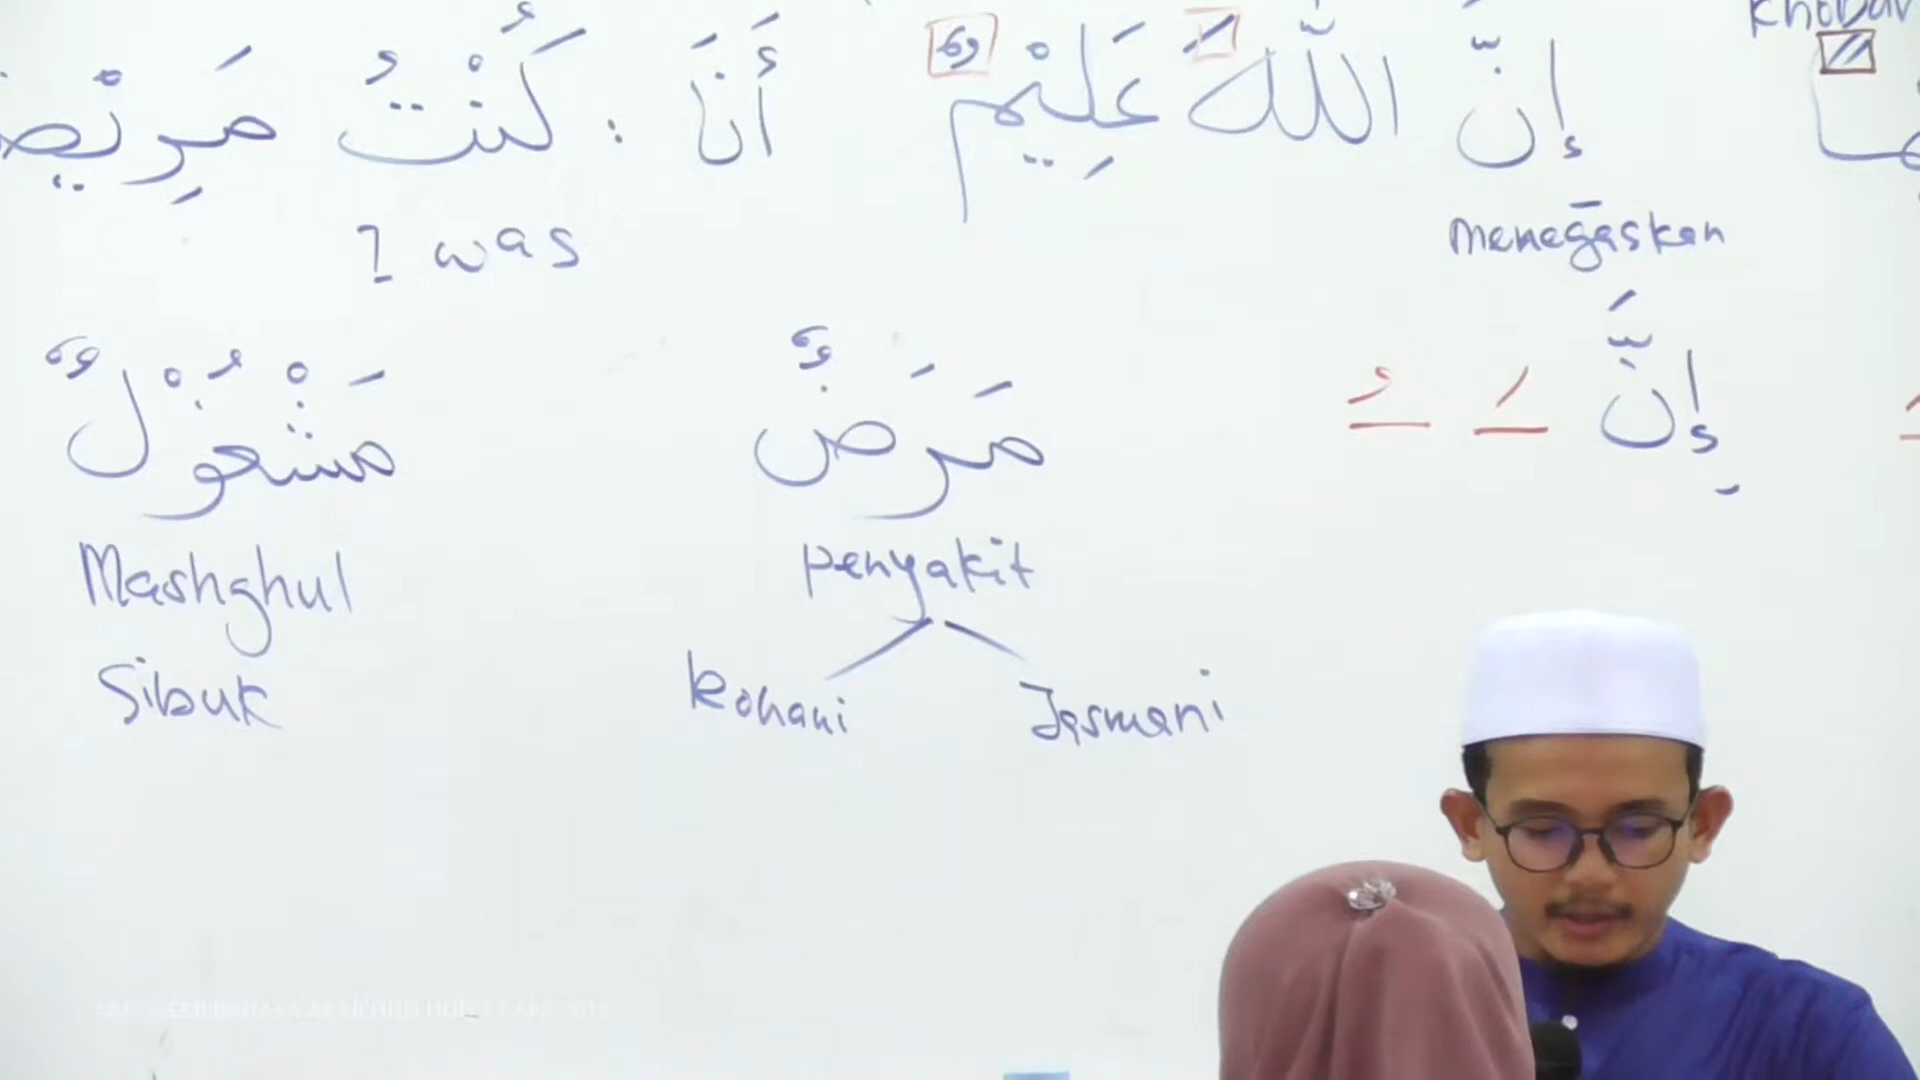 khobar
إِنَّ اللّهَ عَلِيْمٌ
أَنَا : كُنْتُ
menegaskan
I was
إِنَّ
مَرَضٌ
مَشْغُوْلٌ
penyakit
Mashghul
Rohani Jasmani
Sibuk